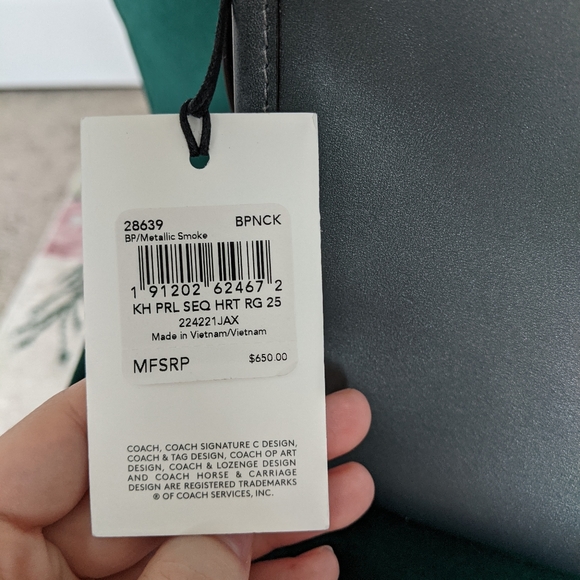 28639 BPNCK
BP/Metallic Smoke
1 91202 62467 2
KH PRL SEQ HRT RG 25
224221JAX
Made in Vietnam/Vietnam
MFSRP $650.00
COACH, COACH SIGNATURE C DESIGN,
COACH & TAG DESIGN, COACH OP ART
DESIGN, COACH & LOZENGE DESIGN
AND COACH HORSE & CARRIAGE
DESIGN ARE REGISTERED TRADEMARKS
® OF COACH SERVICES, INC.